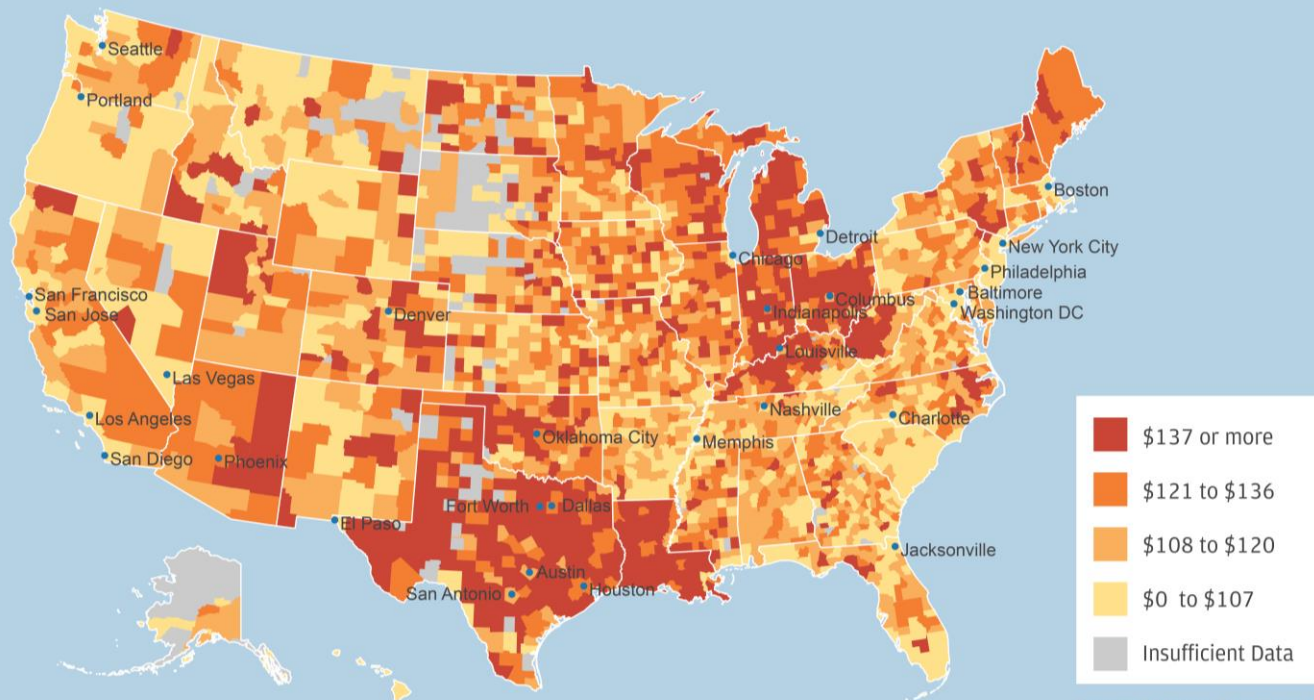 Seattle
Portland
Boston
Detroit
New York City
Chicago
Philadelphia
San Francisco
Columbus
Baltimore
San Jose
Denver
Indianapolis
Washington DC
Louisville
Las Vegas
Nashville
Los Angeles
Charlotte
Oklahoma City
Memphis
San Diego
Phoenix
Fort Worth
Dallas
El Paso
Jacksonville
Austin
San Antonio
Houston
$137 or more
$121 to $136
$108 to $120
$0 to $107
Insufficient Data